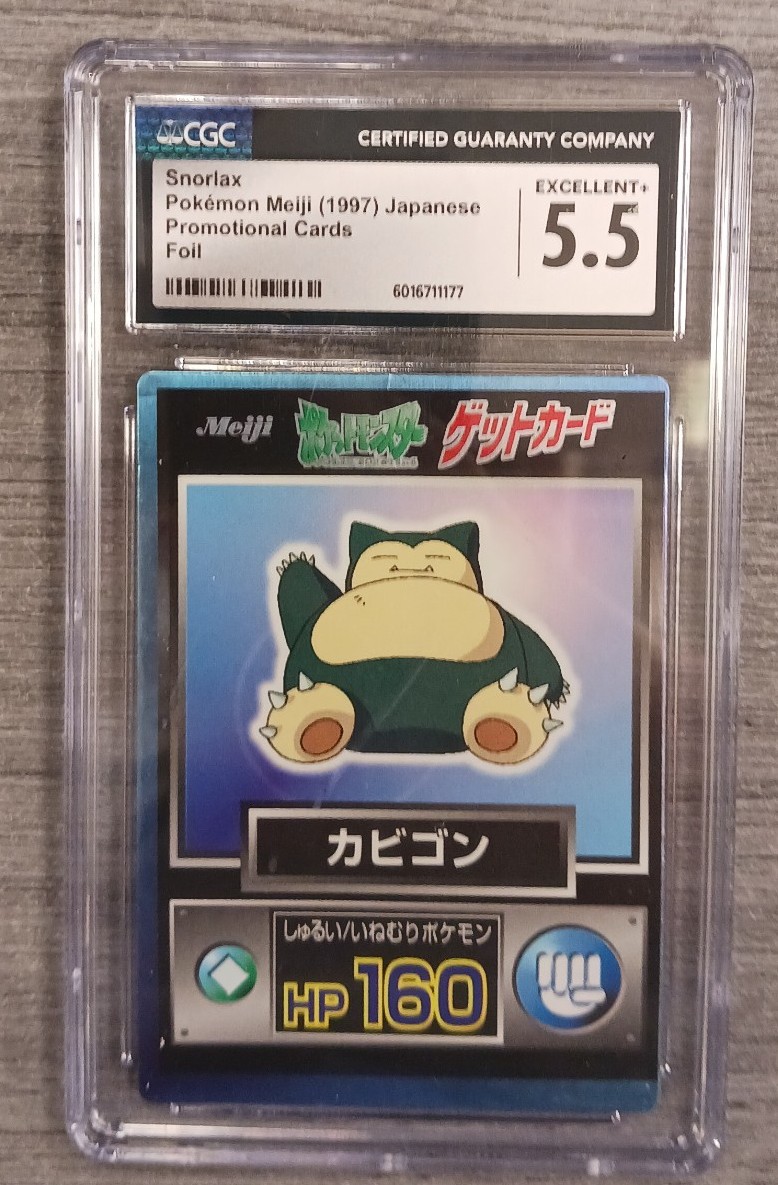 CGC
CERTIFIED GUARANTY COMPANY
Snorlax
Pokémon Meiji (1997) Japanese
Promotional Cards
Foil
EXCELLENT+
5.5
6016711177
Meiji ポケットモンスター ゲットカード
カビゴン
しゅるい/いねむりポケモン
HP 160